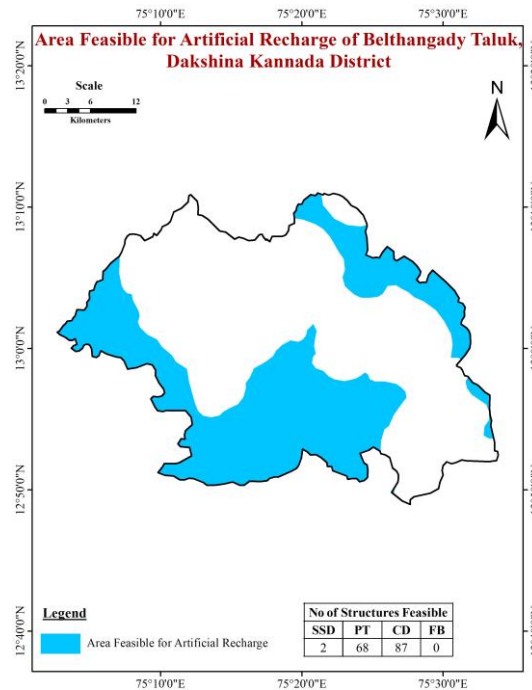 75°10'0"E 75°20'0"E 75°30'0"E
Area Feasible for Artificial Recharge of Belthangady Taluk,
Dakshina Kannada District
13°20'0"N
Scale
0 3 6 12
Kilometers
N
13°10'0"N
13°0'0"N
12°50'0"N
12°40'0"N
Legend
Area Feasible for Artificial Recharge
No of Structures Feasible
SSD PT CD FB
2 68 87 0
75°10'0"E 75°20'0"E 75°30'0"E